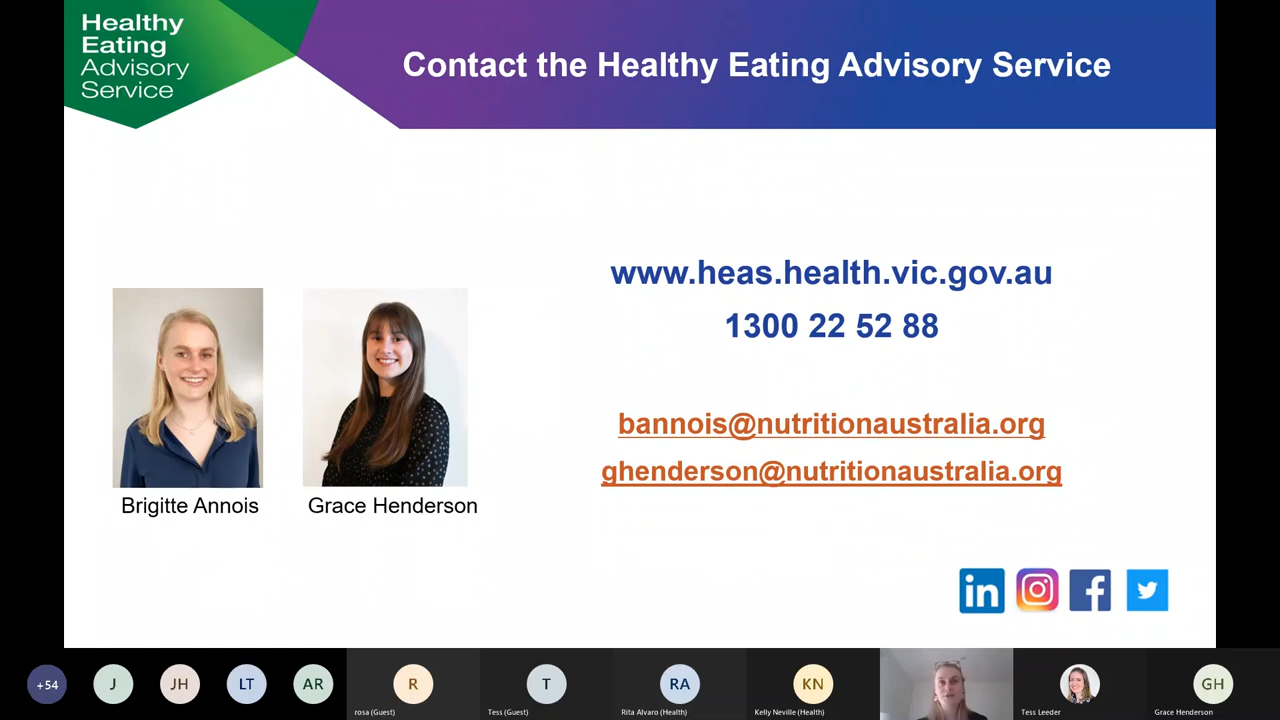 Healthy
Eating
Advisory
Service
Contact the Healthy Eating Advisory Service
www.heas.health.vic.gov.au
1300 22 52 88
bannois@nutritionaustralia.org
ghenderson@nutritionaustralia.org
Brigitte Annois
Grace Henderson
in
+54
J
JH
LT
AR
R
T
RA
KN
GH
rosa (Guest)
Tess (Guest)
Rita Alvaro (Health)
Kelly Neville (Health)
Tess Leeder
Grace Henderson